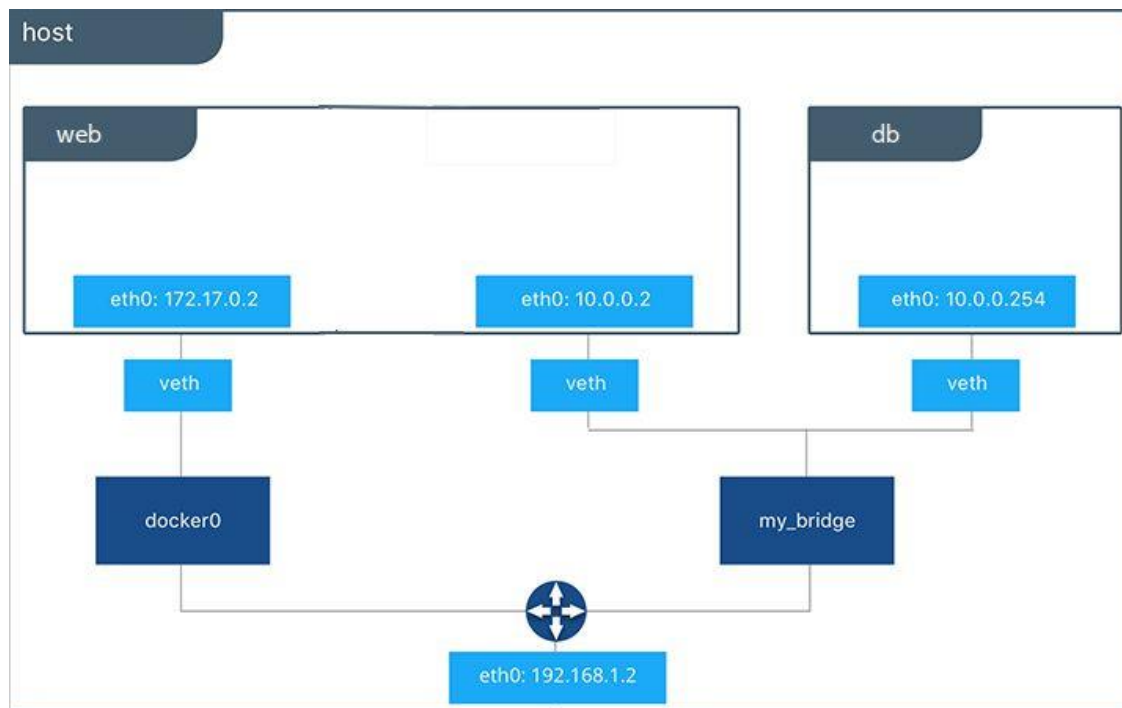 host
web
db
eth0: 172.17.0.2
eth0: 10.0.0.2
eth0: 10.0.0.254
veth
veth
veth
docker0
my_bridge
eth0: 192.168.1.2